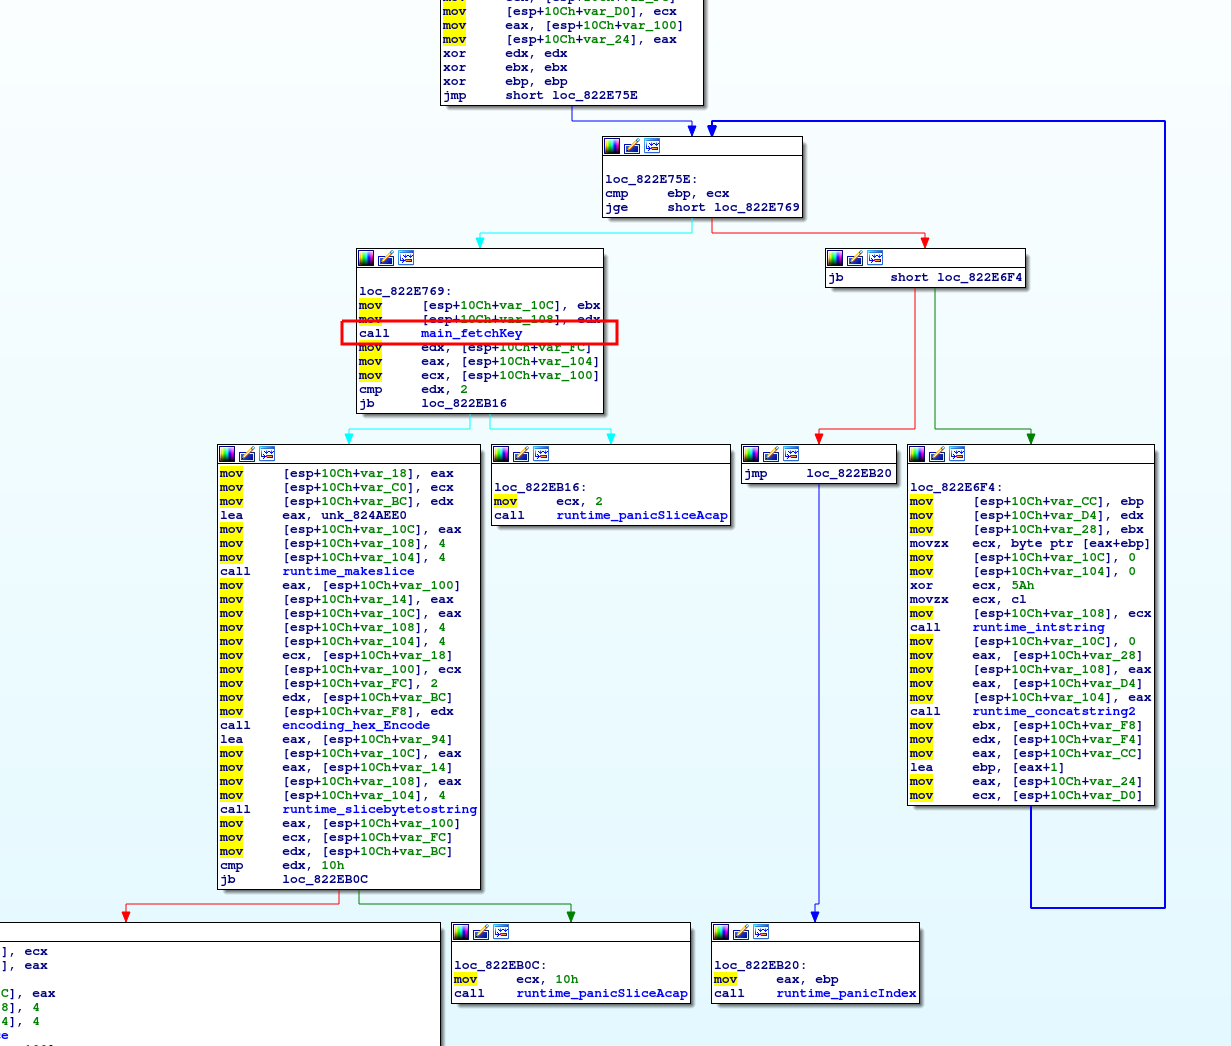 mov [esp+10Ch+var_D0], ecx
mov eax, [esp+10Ch+var_100]
mov [esp+10Ch+var_24], eax
xor edx, edx
xor ebx, ebx
xor ebp, ebp
jmp short loc_822E75E
loc_822E75E:
cmp ebp, ecx
jge short loc_822E769
loc_822E769:
mov [esp+10Ch+var_10C], ebx
mov [esp+10Ch+var_108], edx
call main_fetchKey
mov edx, [esp+10Ch+var_FC]
mov eax, [esp+10Ch+var_104]
mov ecx, [esp+10Ch+var_100]
cmp edx, 2
jb loc_822EB16
jb short loc_822E6F4
mov [esp+10Ch+var_18], eax
mov [esp+10Ch+var_C0], ecx
mov [esp+10Ch+var_BC], edx
lea eax, unk_824AEE0
mov [esp+10Ch+var_10C], eax
mov [esp+10Ch+var_108], 4
mov [esp+10Ch+var_104], 4
call runtime_makeslice
mov eax, [esp+10Ch+var_100]
mov [esp+10Ch+var_14], eax
mov [esp+10Ch+var_10C], eax
mov [esp+10Ch+var_108], 4
mov [esp+10Ch+var_104], 4
mov ecx, [esp+10Ch+var_18]
mov [esp+10Ch+var_100], ecx
mov [esp+10Ch+var_FC], 2
mov edx, [esp+10Ch+var_BC]
mov [esp+10Ch+var_F8], edx
call encoding_hex_Encode
lea eax, [esp+10Ch+var_94]
mov [esp+10Ch+var_10C], eax
mov eax, [esp+10Ch+var_14]
mov [esp+10Ch+var_108], eax
mov [esp+10Ch+var_104], 4
call runtime_slicebytetostring
mov eax, [esp+10Ch+var_100]
mov ecx, [esp+10Ch+var_FC]
mov edx, [esp+10Ch+var_BC]
cmp edx, 10h
jb loc_822EB0C
loc_822EB16:
mov ecx, 2
call runtime_panicSliceAcap
jmp loc_822EB20
loc_822E6F4:
mov [esp+10Ch+var_CC], ebp
mov [esp+10Ch+var_D4], edx
mov [esp+10Ch+var_28], ebx
movzx ecx, byte ptr [eax+ebp]
mov [esp+10Ch+var_10C], 0
mov [esp+10Ch+var_104], 0
xor ecx, 5Ah
movzx ecx, cl
mov [esp+10Ch+var_108], ecx
call runtime_intstring
mov [esp+10Ch+var_10C], 0
mov eax, [esp+10Ch+var_28]
mov [esp+10Ch+var_108], eax
mov eax, [esp+10Ch+var_D4]
mov [esp+10Ch+var_104], eax
call runtime_concatstring2
mov ebx, [esp+10Ch+var_F8]
mov edx, [esp+10Ch+var_F4]
mov eax, [esp+10Ch+var_CC]
lea ebp, [eax+1]
mov eax, [esp+10Ch+var_24]
mov ecx, [esp+10Ch+var_D0]
], ecx
], eax
C], eax
8], 4
4], 4
ce
loc_822EB0C:
mov ecx, 10h
call runtime_panicSliceAcap
loc_822EB20:
mov eax, ebp
call runtime_panicIndex